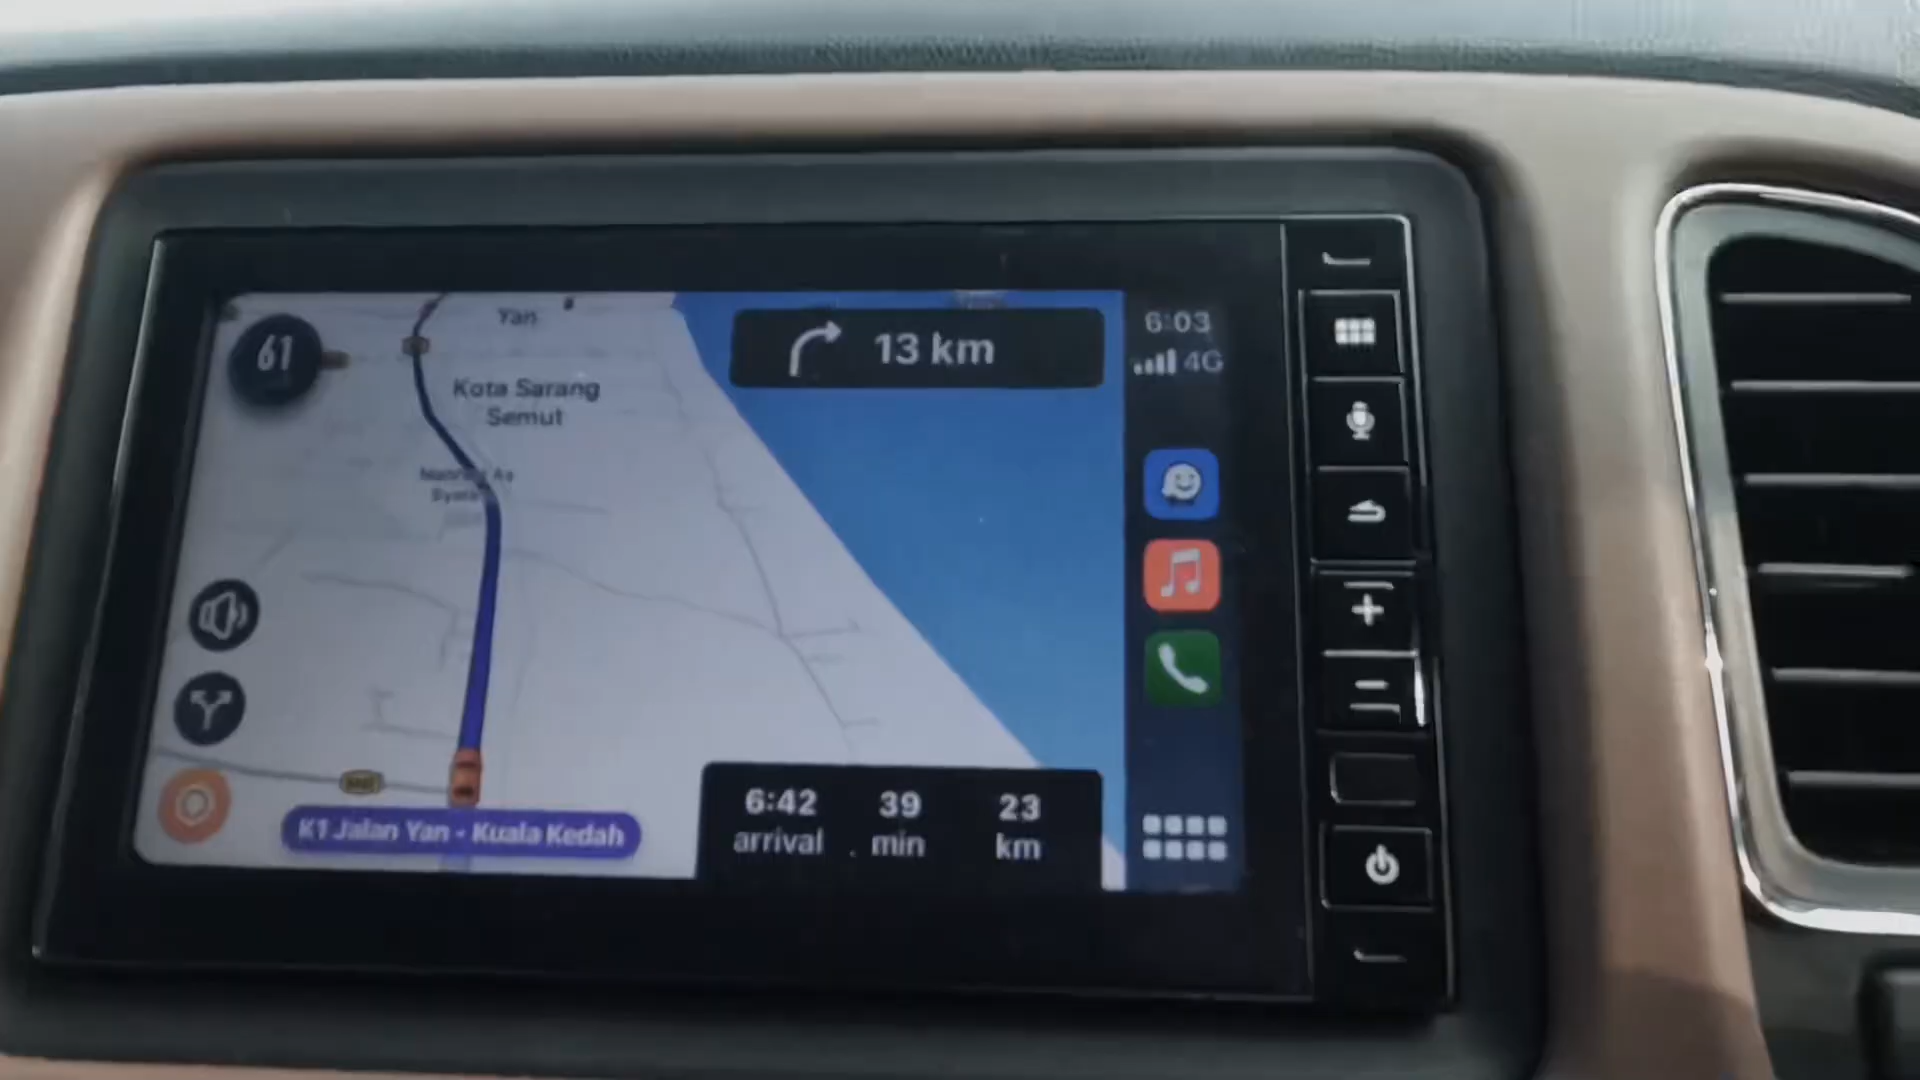 61
Yan
Kota Sarang
Semut
13 km
6:03
4G
K1 Jalan Yan - Kuala Kedah
6:42 39 23
arrival min km